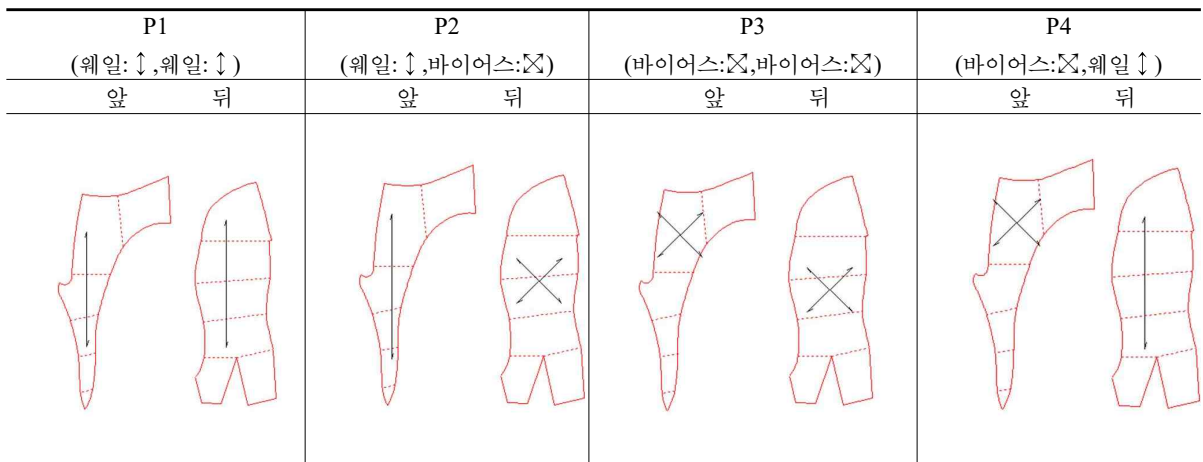 P1 P2 P3 P4
(웨일:↕,웨일:↕) (웨일:↕,바이어스:⛝) (바이어스:⛝,바이어스:⛝) (바이어스:⛝,웨일↕)
앞 뒤 앞 뒤 앞 뒤 앞 뒤